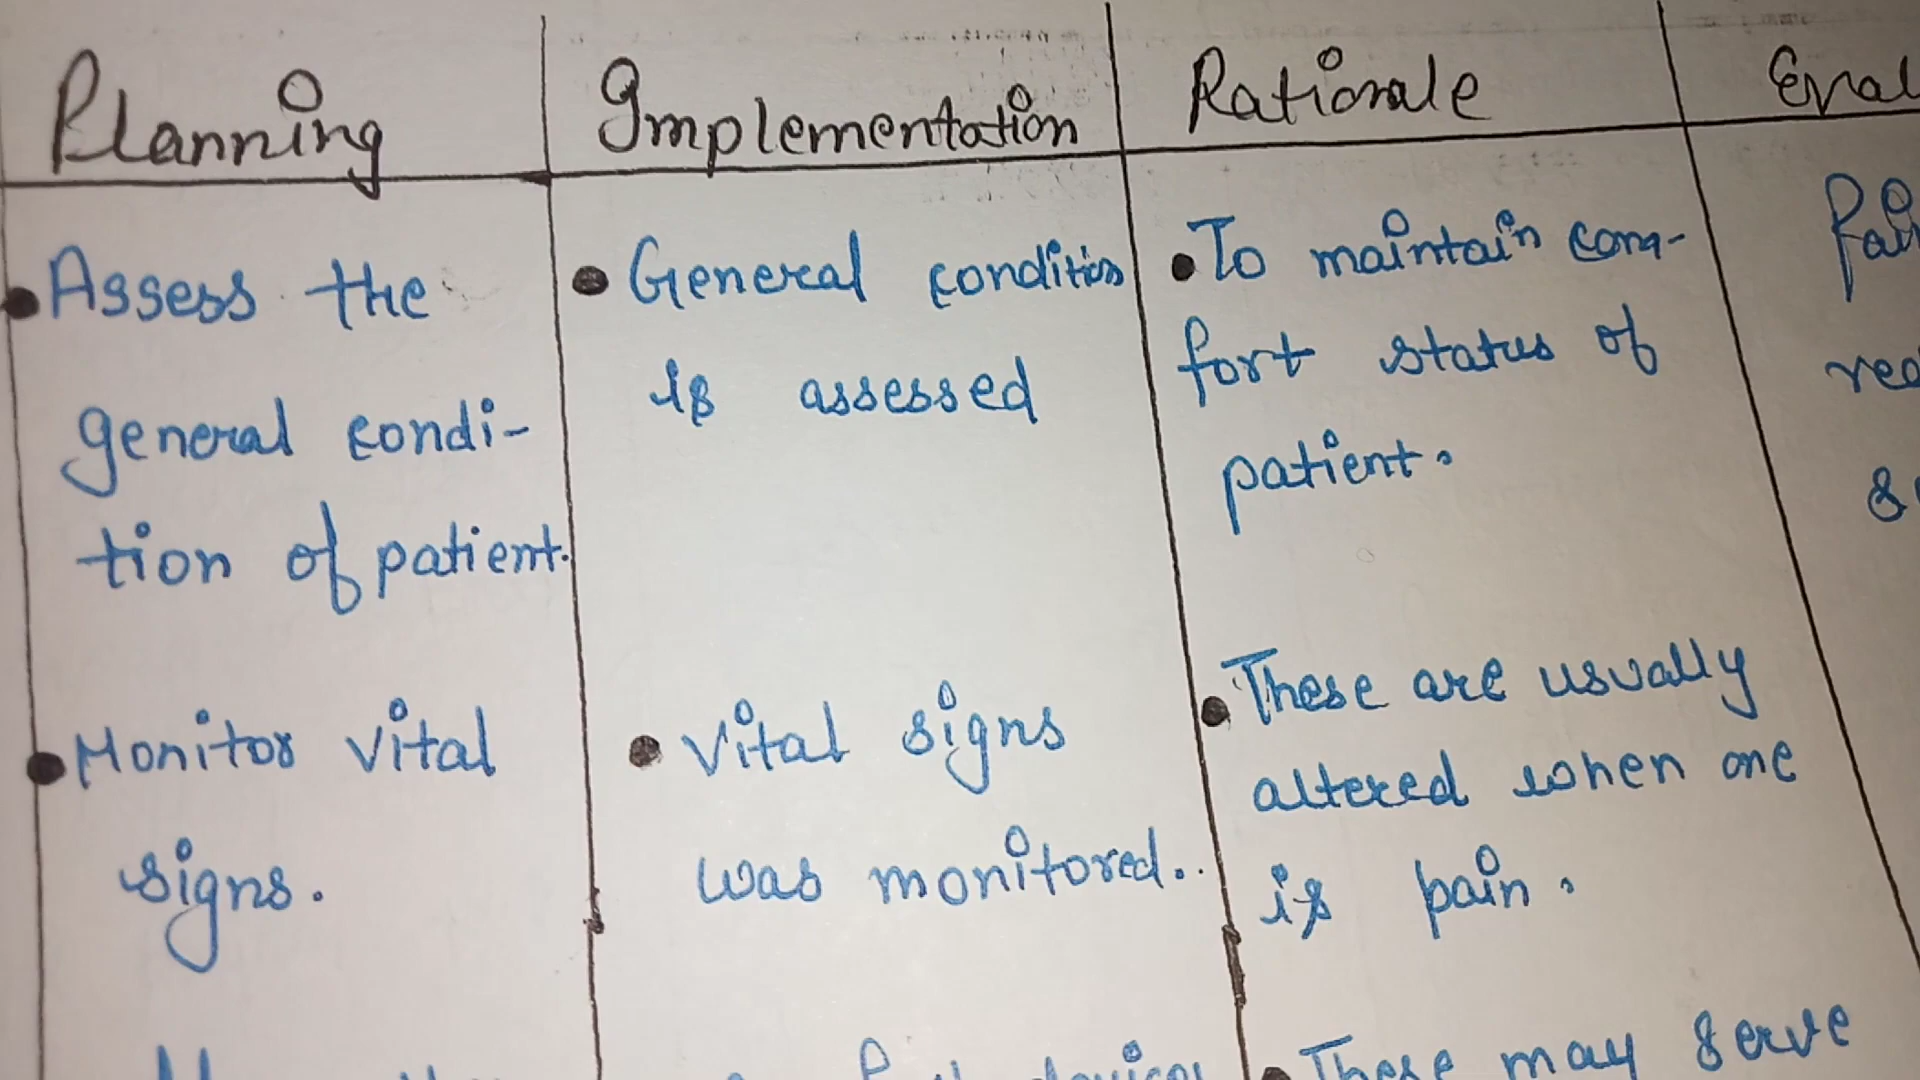 Planning
Implementation
Rationale
Assess the
general condi-
tion of patient.
Monitor vital
signs.
General condition
is assessed
Vital signs
was monitored.
To maintain com-
fort status of
patient.
These are usually
altered when one
is pain.
These may serve
&